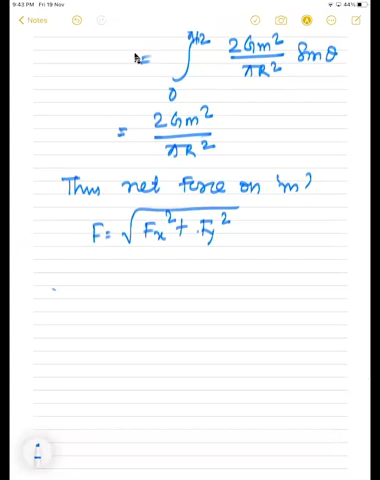 9:43 PM Fri 19 Nov 44%
Notes
= ∫₀^{π/2} 2Gm²/πR² Sinθ
= 2Gm²/πR²
Thus net force on 'm'
F = √(Fx² + Fy²)